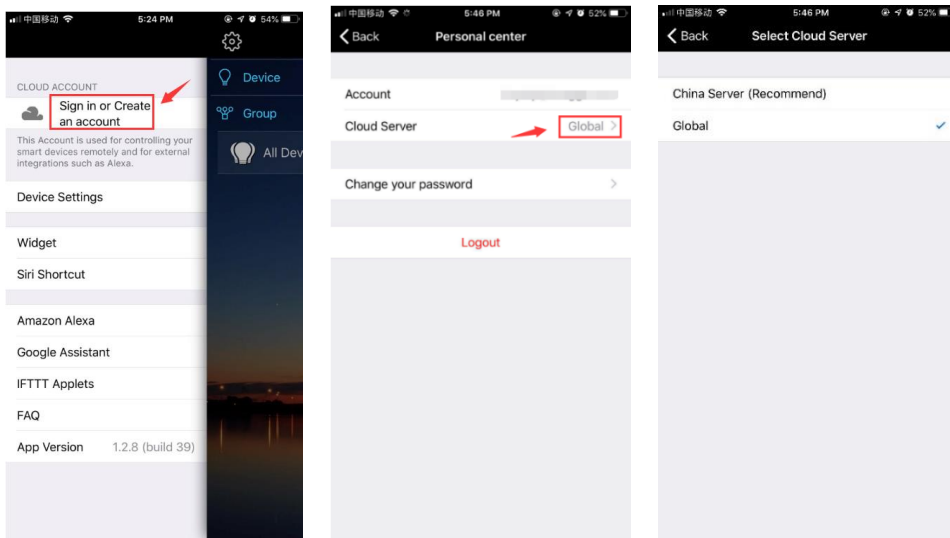 中国移动 5:24 PM 54%
CLOUD ACCOUNT
Sign in or Create
an account
This Account is used for controlling your
smart devices remotely and for external
integrations such as Alexa.
Device Settings
Widget
Siri Shortcut
Amazon Alexa
Google Assistant
IFTTT Applets
FAQ
App Version 1.2.8 (build 39)
Device
Group
All Dev
中国移动 5:46 PM 52%
Back Personal center
Account
Cloud Server Global
Change your password
Logout
中国移动 5:46 PM 52%
Back Select Cloud Server
China Server (Recommend)
Global